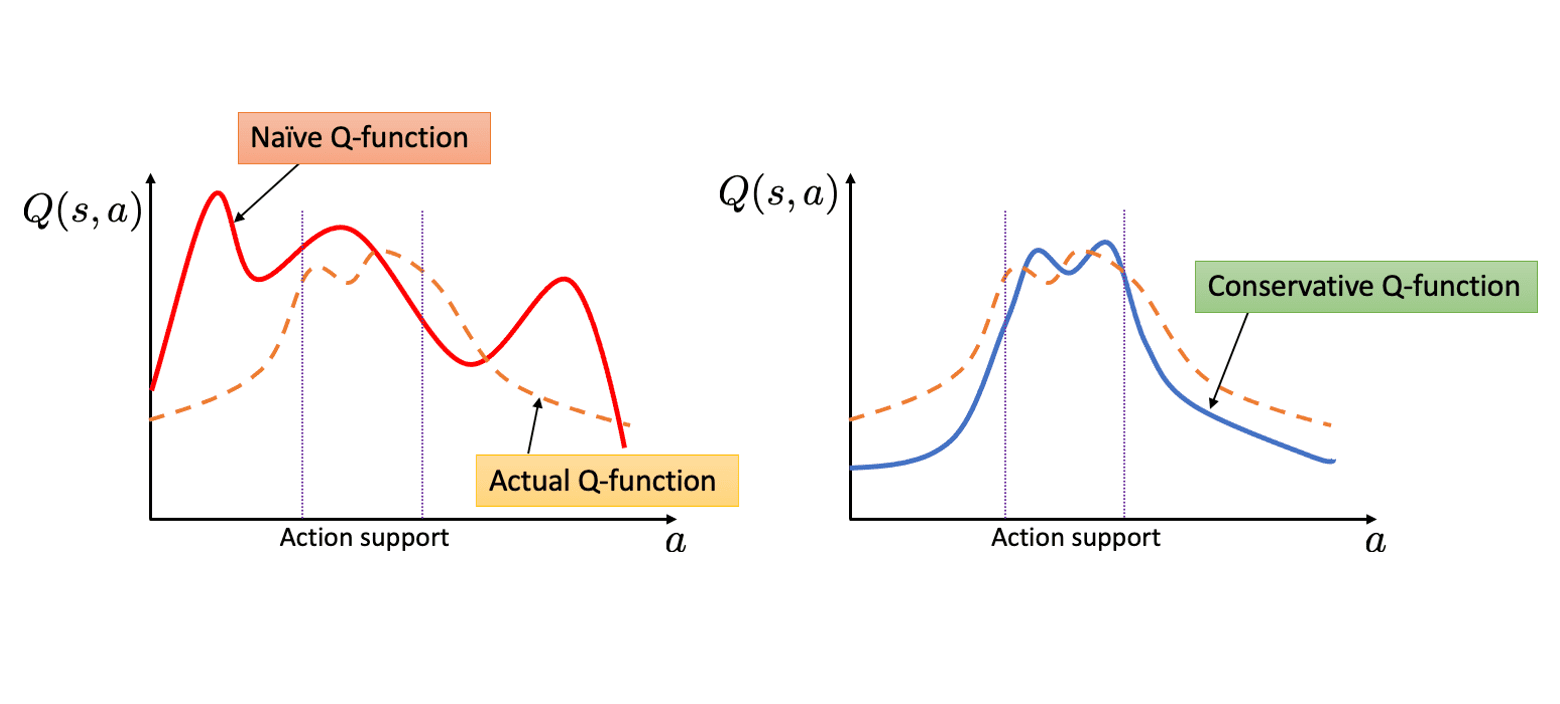 Naïve Q-function
Q(s, a)
Actual Q-function
Action support
a
Q(s, a)
Conservative Q-function
Action support
a